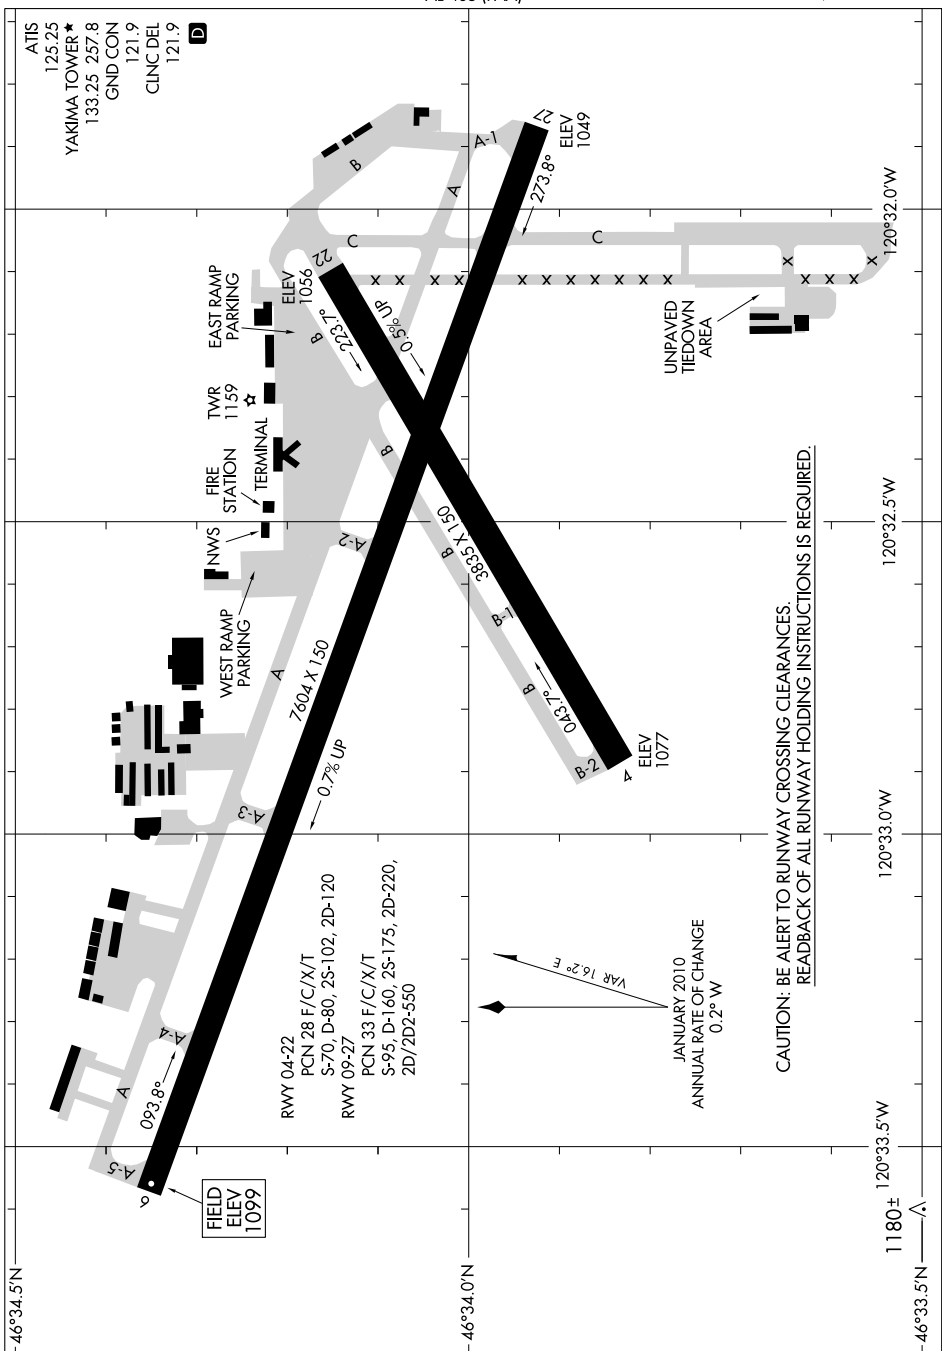 ATIS
125.25
YAKIMA TOWER ★
133.25 257.8
GND CON
121.9
CLNC DEL
121.9
D
46°34.5'N
46°34.0'N
46°33.5'N
120°32.0'W
120°32.5'W
120°33.0'W
120°33.5'W
27
ELEV
1049
273.8°
A-1
A
B
C
C
22
ELEV
1056
223.7°
0.5% UP
B
EAST RAMP
PARKING
TWR
1159
TERMINAL
FIRE
STATION
NWS
WEST RAMP
PARKING
X X X X X X X X X X X X
X X X X X
UNPAVED
TIEDOWN
AREA
B
B
3835 X 150
B-1
B
043.7°
B-2
4
ELEV
1077
A-2
A
7604 X 150
0.7% UP
A-3
A-4
A
093.8°
A-5
9
FIELD
ELEV
1099
RWY 04-22
PCN 28 F/C/X/T
S-70, D-80, 2S-102, 2D-120
RWY 09-27
PCN 33 F/C/X/T
S-95, D-160, 2S-175, 2D-220,
2D/2D2-550
VAR 16.2° E
JANUARY 2010
ANNUAL RATE OF CHANGE
0.2° W
CAUTION: BE ALERT TO RUNWAY CROSSING CLEARANCES.
READBACK OF ALL RUNWAY HOLDING INSTRUCTIONS IS REQUIRED.
1180±